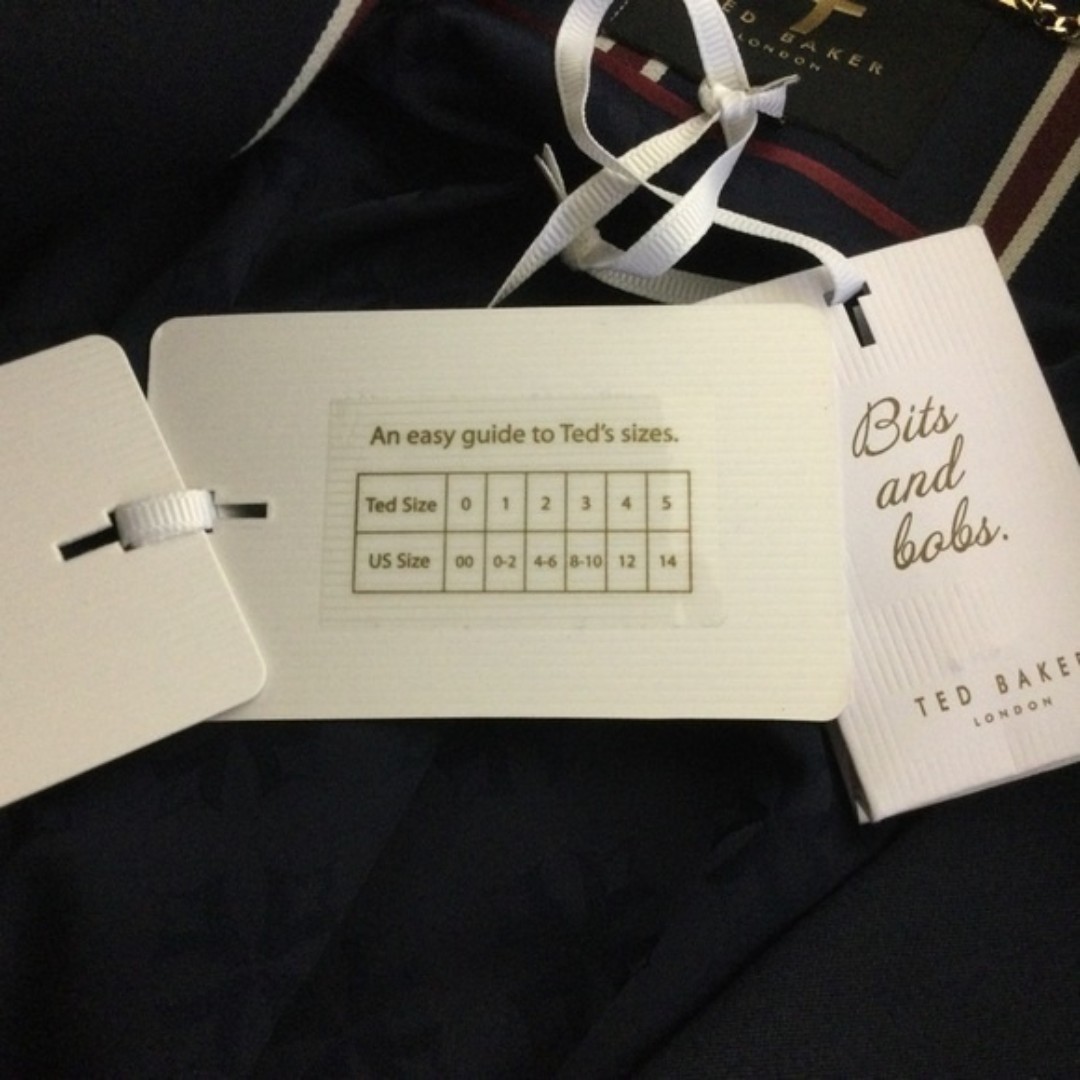 ED BAKER
LONDON
An easy guide to Ted's sizes.
Ted Size 0 1 2 3 4 5
US Size 00 0-2 4-6 8-10 12 14
Bits
and
bobs.
TED BAKER
LONDON